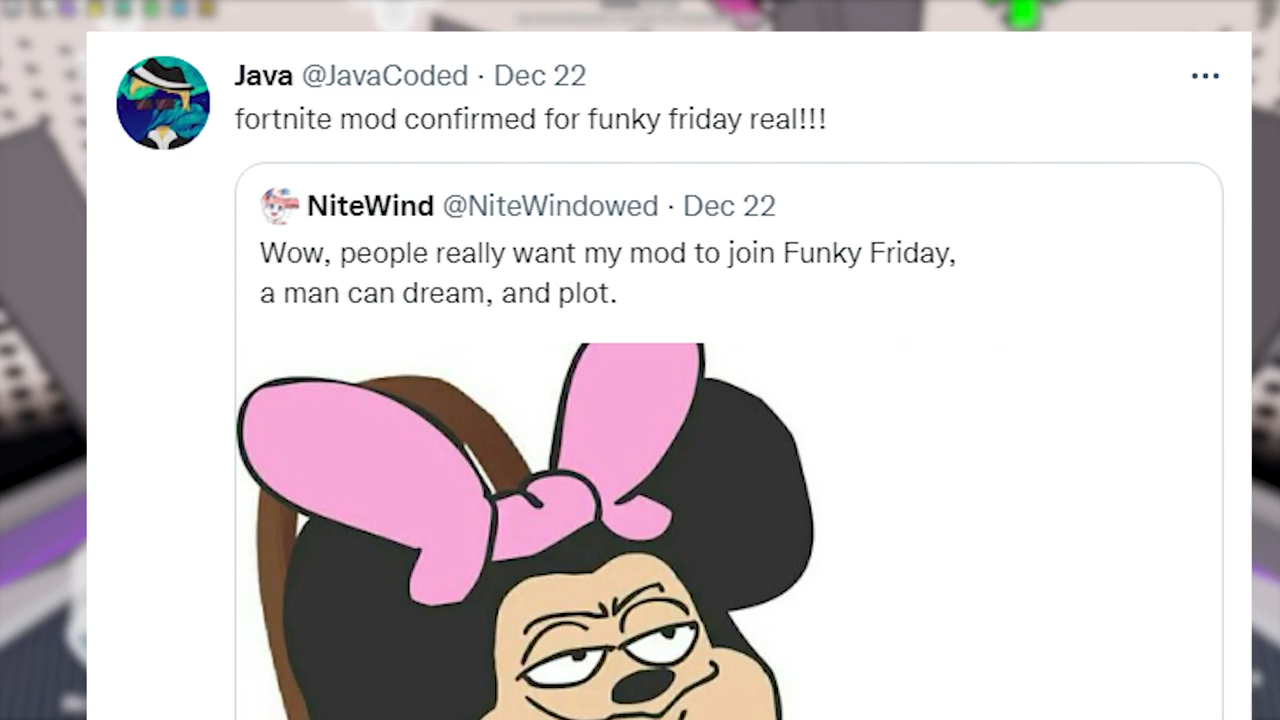 Java @JavaCoded · Dec 22
fortnite mod confirmed for funky friday real!!!
NiteWind @NiteWindowed · Dec 22
Wow, people really want my mod to join Funky Friday,
a man can dream, and plot.